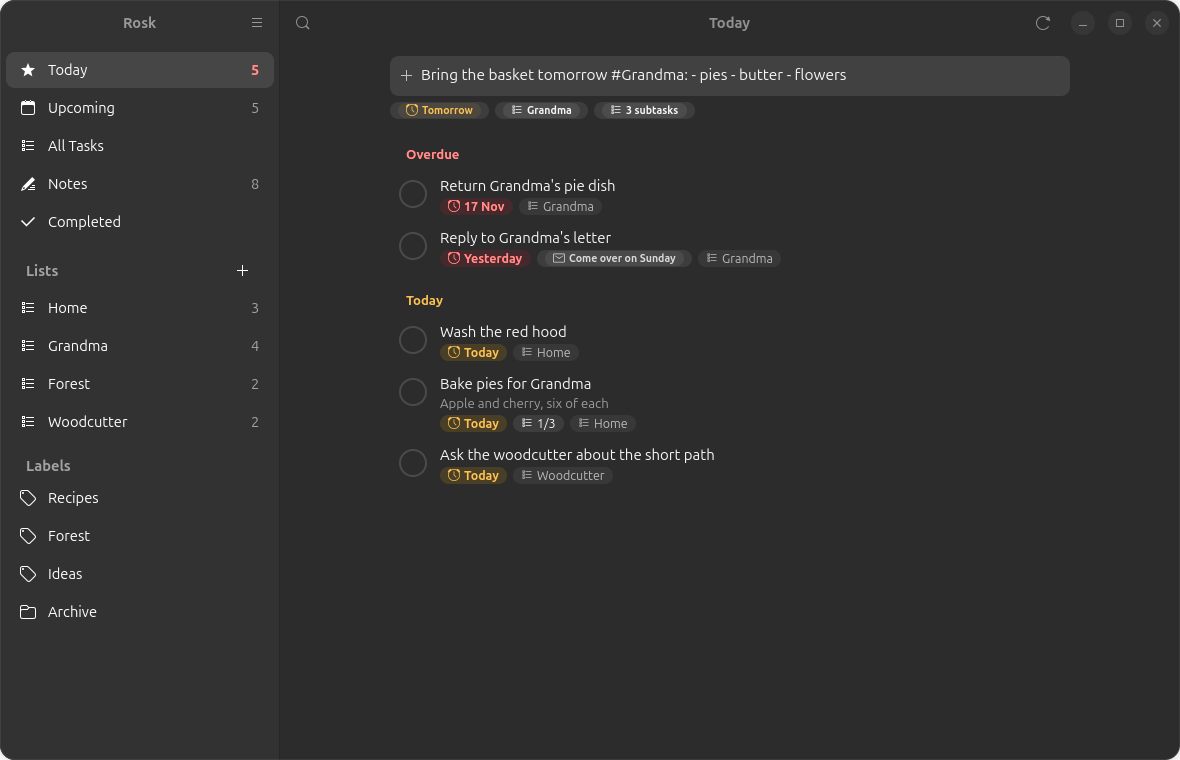 Rosk
Today 5
Upcoming 5
All Tasks
Notes 8
Completed
Lists
Home 3
Grandma 4
Forest 2
Woodcutter 2
Labels
Recipes
Forest
Ideas
Archive
Today
Bring the basket tomorrow #Grandma: - pies - butter - flowers
Tomorrow Grandma 3 subtasks
Overdue
Return Grandma's pie dish
17 Nov Grandma
Reply to Grandma's letter
Yesterday Come over on Sunday Grandma
Today
Wash the red hood
Today Home
Bake pies for Grandma
Apple and cherry, six of each
Today 1/3 Home
Ask the woodcutter about the short path
Today Woodcutter